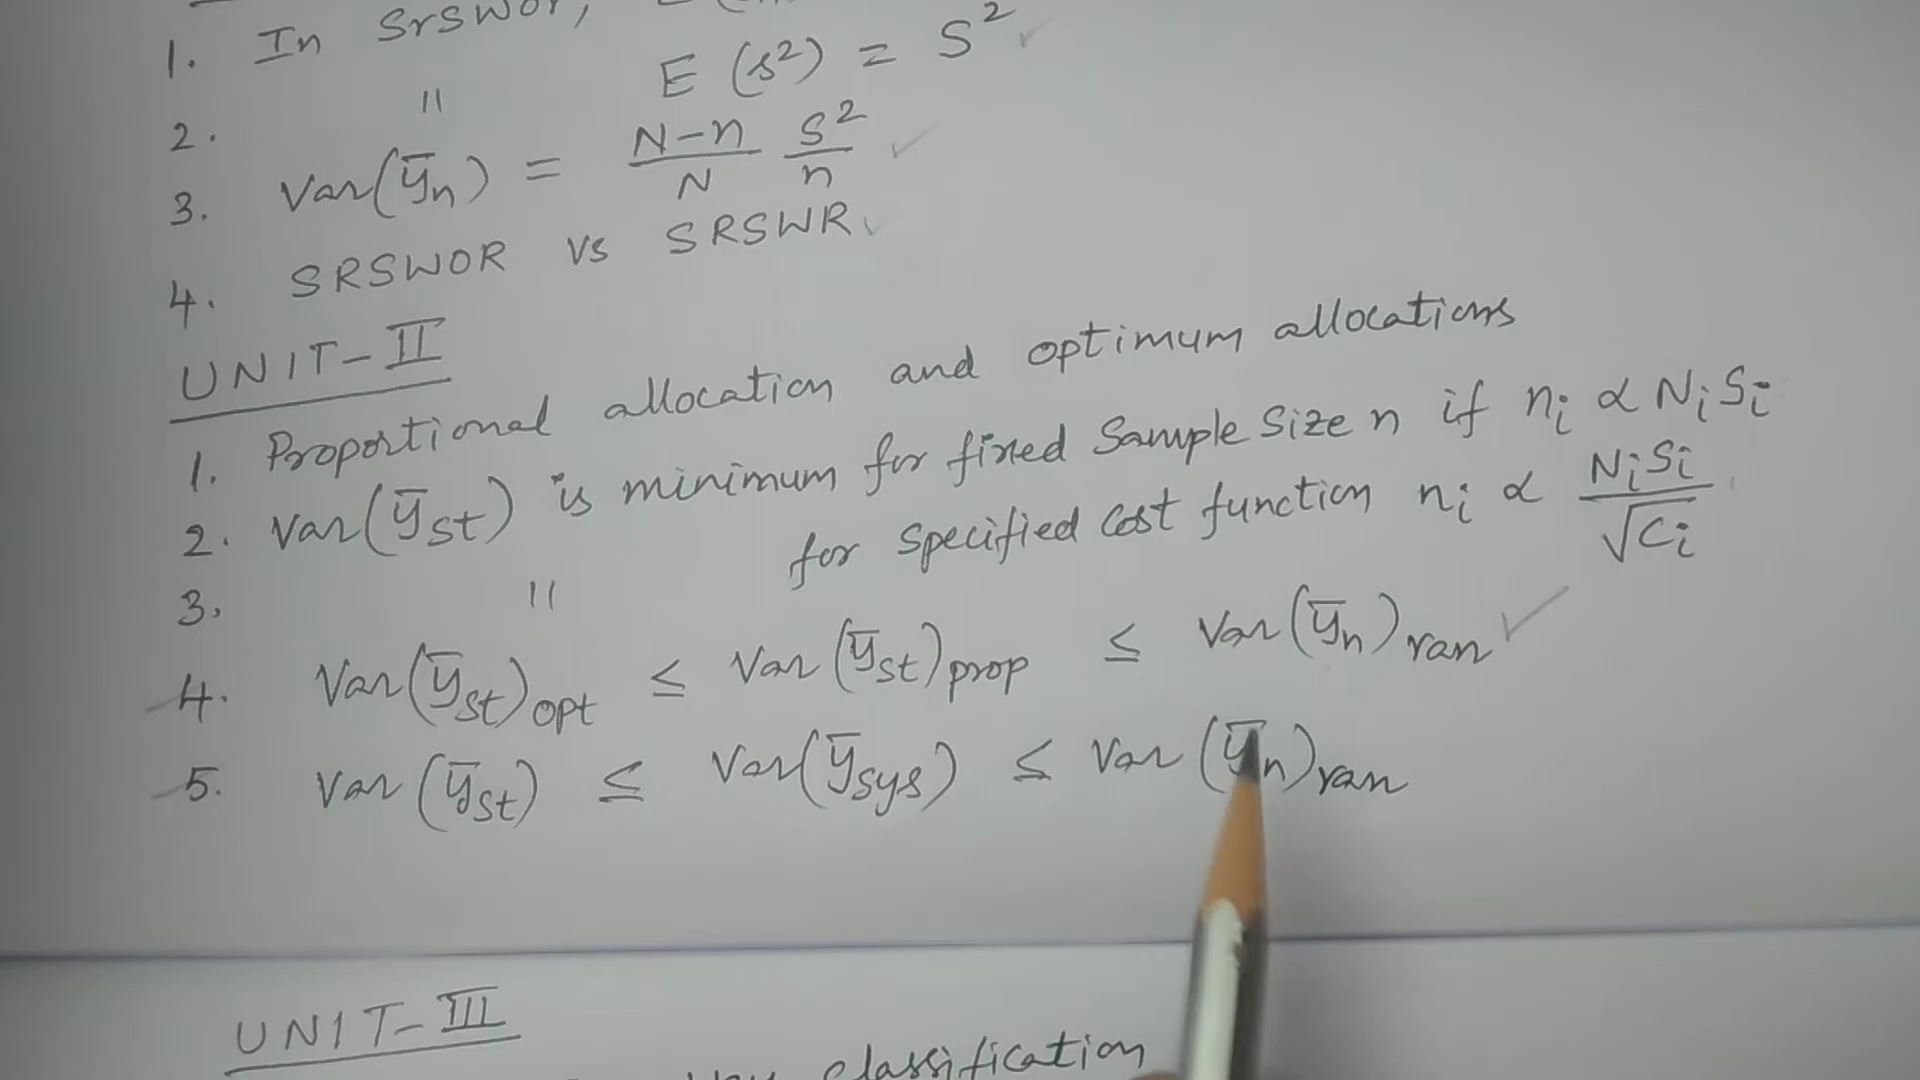 1. In SrSWOr,
2. " E (s²) = S²
3. Var(ȳn) = N-n/N S²/n
4. SRSWOR vs SRSWR
UNIT-II
1. Proportional allocation and optimum allocations
2. Var(ȳst) is minimum for fixed Sample Size n if ni ∝ NiSi
3. " for specified cost function ni ∝ NiSi/√Ci
4. Var(ȳst)opt ≤ Var(ȳst)prop ≤ Var(ȳn)ran
5. Var(ȳst) ≤ Var(ȳsys) ≤ Var(ȳn)ran
UNIT-III
classification